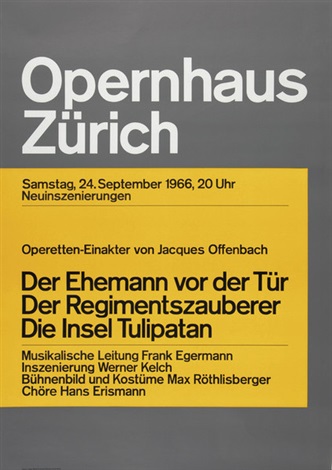 Opernhaus
Zürich
Samstag, 24. September 1966, 20 Uhr
Neuinszenierungen
Operetten-Einakter von Jacques Offenbach
Der Ehemann vor der Tür
Der Regimentszauberer
Die Insel Tulipatan
Musikalische Leitung Frank Egermann
Inszenierung Werner Kelch
Bühnenbild und Kostüme Max Röthlisberger
Chöre Hans Erismann